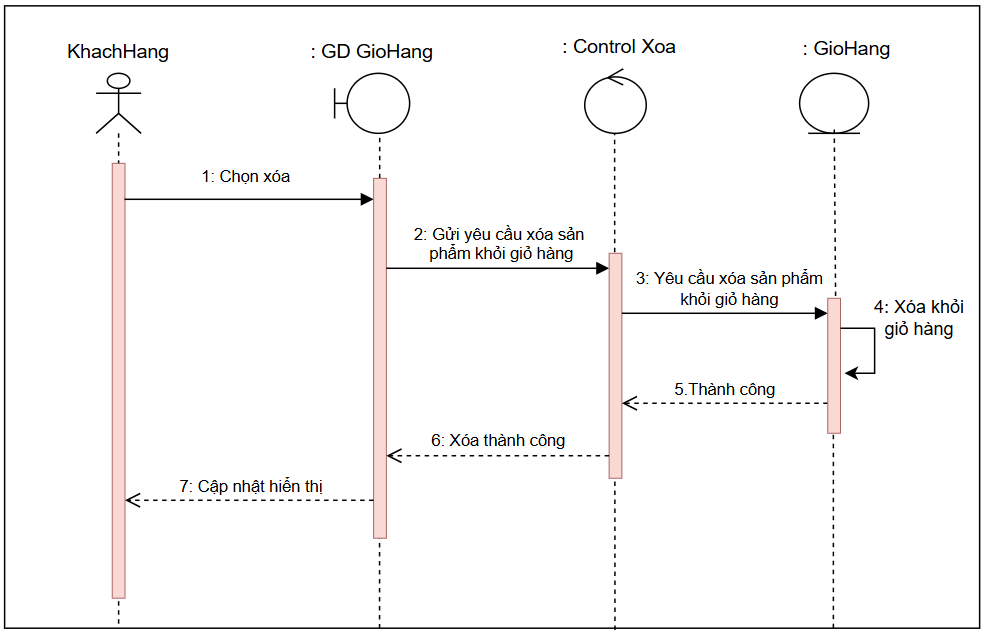 KhachHang
: GD GioHang
: Control Xoa
: GioHang
1: Chọn xóa
2: Gửi yêu cầu xóa sản
phẩm khỏi giỏ hàng
3: Yêu cầu xóa sản phẩm
khỏi giỏ hàng
4: Xóa khỏi
giỏ hàng
5.Thành công
6: Xóa thành công
7: Cập nhật hiển thị